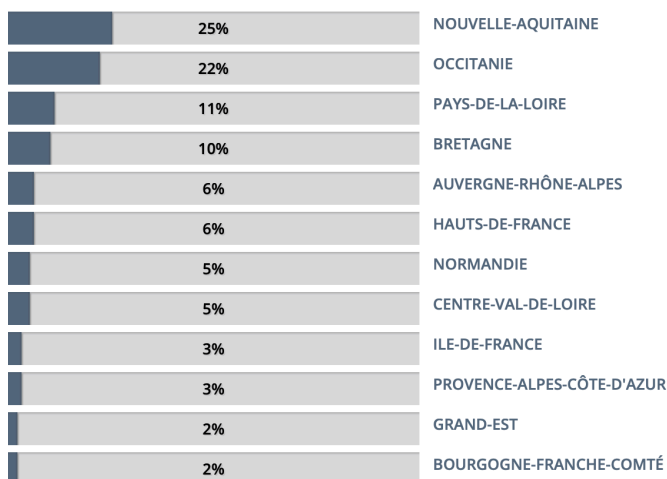 25% NOUVELLE-AQUITAINE
22% OCCITANIE
11% PAYS-DE-LA-LOIRE
10% BRETAGNE
6% AUVERGNE-RHÔNE-ALPES
6% HAUTS-DE-FRANCE
5% NORMANDIE
5% CENTRE-VAL-DE-LOIRE
3% ILE-DE-FRANCE
3% PROVENCE-ALPES-CÔTE-D'AZUR
2% GRAND-EST
2% BOURGOGNE-FRANCHE-COMTÉ